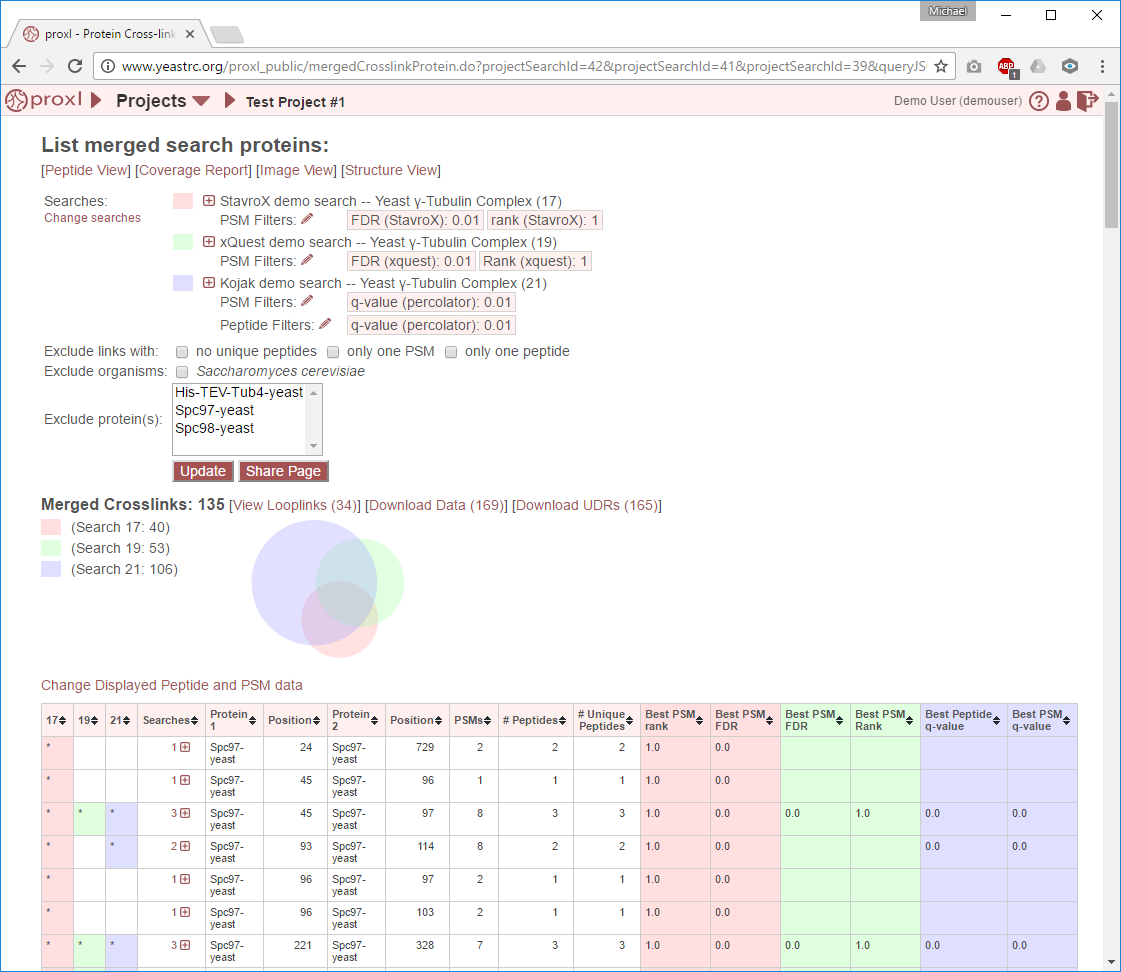 Michael
proxl - Protein Cross-link
www.yeastrc.org/proxl_public/mergedCrosslinkProtein.do?projectSearchId=42&projectSearchId=41&projectSearchId=39&queryJS
ABP 1
proxl Projects Test Project #1 Demo User (demouser) ?
List merged search proteins:
[Peptide View] [Coverage Report] [Image View] [Structure View]
Searches: StavroX demo search -- Yeast γ-Tubulin Complex (17)
Change searches PSM Filters: FDR (StavroX): 0.01 rank (StavroX): 1
xQuest demo search -- Yeast γ-Tubulin Complex (19)
PSM Filters: FDR (xquest): 0.01 Rank (xquest): 1
Kojak demo search -- Yeast γ-Tubulin Complex (21)
PSM Filters: q-value (percolator): 0.01
Peptide Filters: q-value (percolator): 0.01
Exclude links with: no unique peptides only one PSM only one peptide
Exclude organisms: Saccharomyces cerevisiae
His-TEV-Tub4-yeast
Spc97-yeast
Exclude protein(s):
Spc98-yeast
Update Share Page
Merged Crosslinks: 135 [View Looplinks (34)] [Download Data (169)] [Download UDRs (165)]
(Search 17: 40)
(Search 19: 53)
(Search 21: 106)
Change Displayed Peptide and PSM data
17 19 21 Searches Protein 1 Position Protein 2 Position PSMs # Peptides # Unique Peptides Best PSM rank Best PSM FDR Best PSM FDR Best PSM Rank Best Peptide q-value Best PSM q-value
* 1 Spc97-yeast 24 Spc97-yeast 729 2 2 2 1.0 0.0
* 1 Spc97-yeast 45 Spc97-yeast 96 1 1 1 1.0 0.0
* * * 3 Spc97-yeast 45 Spc97-yeast 97 8 3 3 1.0 0.0 0.0 1.0 0.0 0.0
* * 2 Spc97-yeast 93 Spc97-yeast 114 8 2 2 1.0 0.0 0.0 0.0
* 1 Spc97-yeast 96 Spc97-yeast 97 2 1 1 1.0 0.0
* 1 Spc97-yeast 96 Spc97-yeast 103 2 1 1 1.0 0.0
* * * 3 Spc97-yeast 221 Spc97-yeast 328 7 3 3 1.0 0.0 0.0 1.0 0.0 0.0